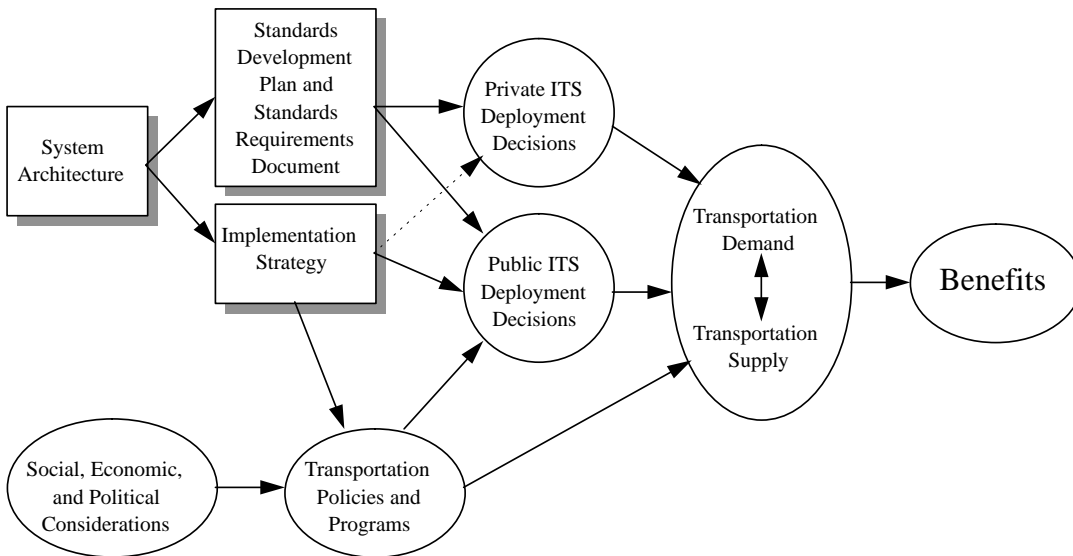 System
Architecture
Standards
Development
Plan and
Standards
Requirements
Document
Implementation
Strategy
Private ITS
Deployment
Decisions
Public ITS
Deployment
Decisions
Transportation
Demand
Transportation
Supply
Benefits
Social, Economic,
and Political
Considerations
Transportation
Policies and
Programs